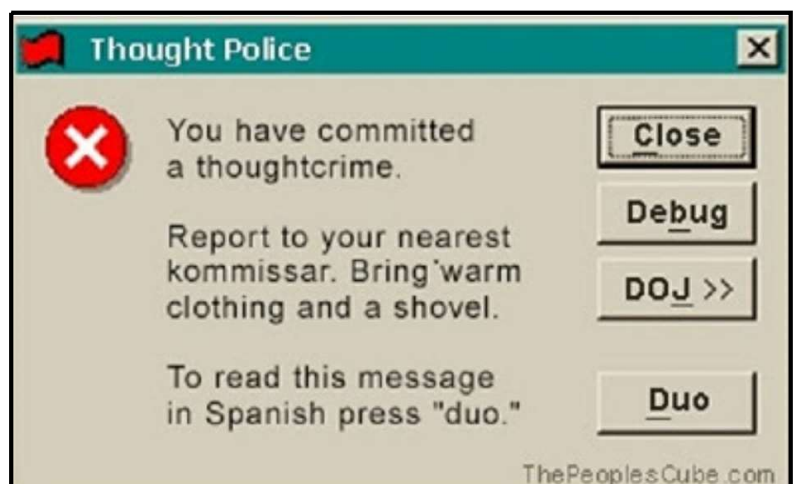 Thought Police
You have committed
a thoughtcrime.
Report to your nearest
kommissar. Bring warm
clothing and a shovel.
To read this message
in Spanish press "duo."
Close
Debug
DOJ >>
Duo
ThePeoplesCube.com